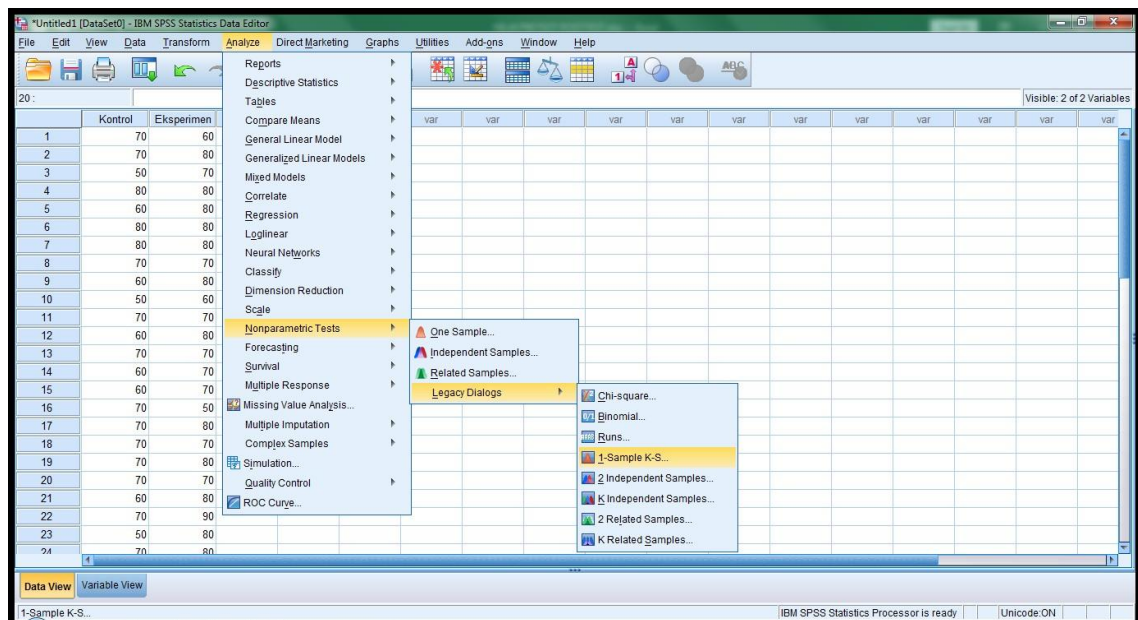 *Untitled1 [DataSet0] - IBM SPSS Statistics Data Editor
File Edit View Data Transform Analyze Direct Marketing Graphs Utilities Add-ons Window Help
20 :
Visible: 2 of 2 Variables
Kontrol Eksperimen var var var var var var var var var var var var
1 70 60
2 70 80
3 50 70
4 80 80
5 60 80
6 80 80
7 80 80
8 70 70
9 60 80
10 50 60
11 70 70
12 60 80
13 70 70
14 60 70
15 60 70
16 70 50
17 70 80
18 70 70
19 70 80
20 70 70
21 60 80
22 70 90
23 50 80
24 70 80
Reports
Descriptive Statistics
Tables
Compare Means
General Linear Model
Generalized Linear Models
Mixed Models
Correlate
Regression
Loglinear
Neural Networks
Classify
Dimension Reduction
Scale
Nonparametric Tests
Forecasting
Survival
Multiple Response
Missing Value Analysis...
Multiple Imputation
Complex Samples
Simulation...
Quality Control
ROC Curve...
One Sample...
Independent Samples...
Related Samples...
Legacy Dialogs
Chi-square...
Binomial...
Runs...
1-Sample K-S...
2 Independent Samples...
K Independent Samples...
2 Related Samples...
K Related Samples...
Data View Variable View
1-Sample K-S...
IBM SPSS Statistics Processor is ready Unicode:ON